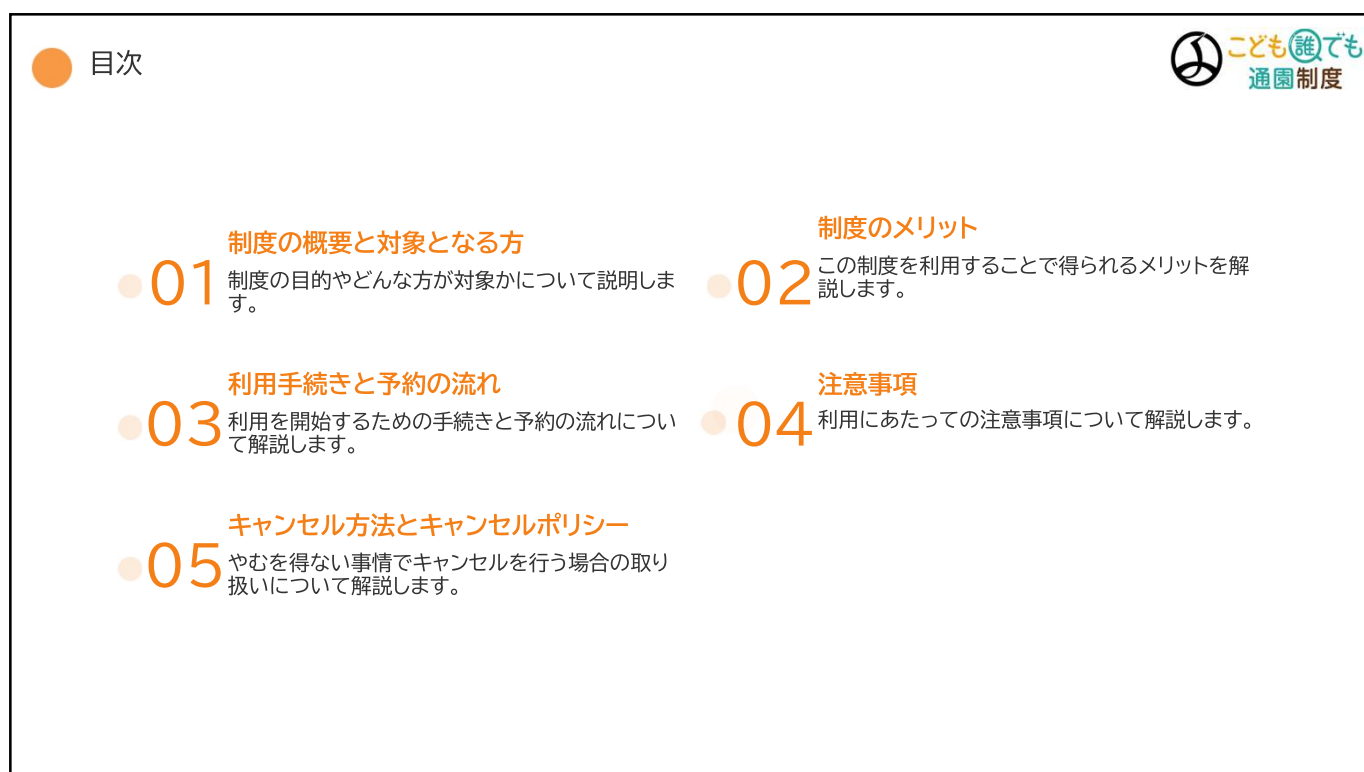 目次
こども誰でも
通園制度
制度の概要と対象となる方
01
制度の目的やどんな方が対象かについて説明しま
す。
制度のメリット
02
この制度を利用することで得られるメリットを解
説します。
利用手続きと予約の流れ
03
利用を開始するための手続きと予約の流れについ
て解説します。
注意事項
04
利用にあたっての注意事項について解説します。
キャンセル方法とキャンセルポリシー
05
やむを得ない事情でキャンセルを行う場合の取り
扱いについて解説します。